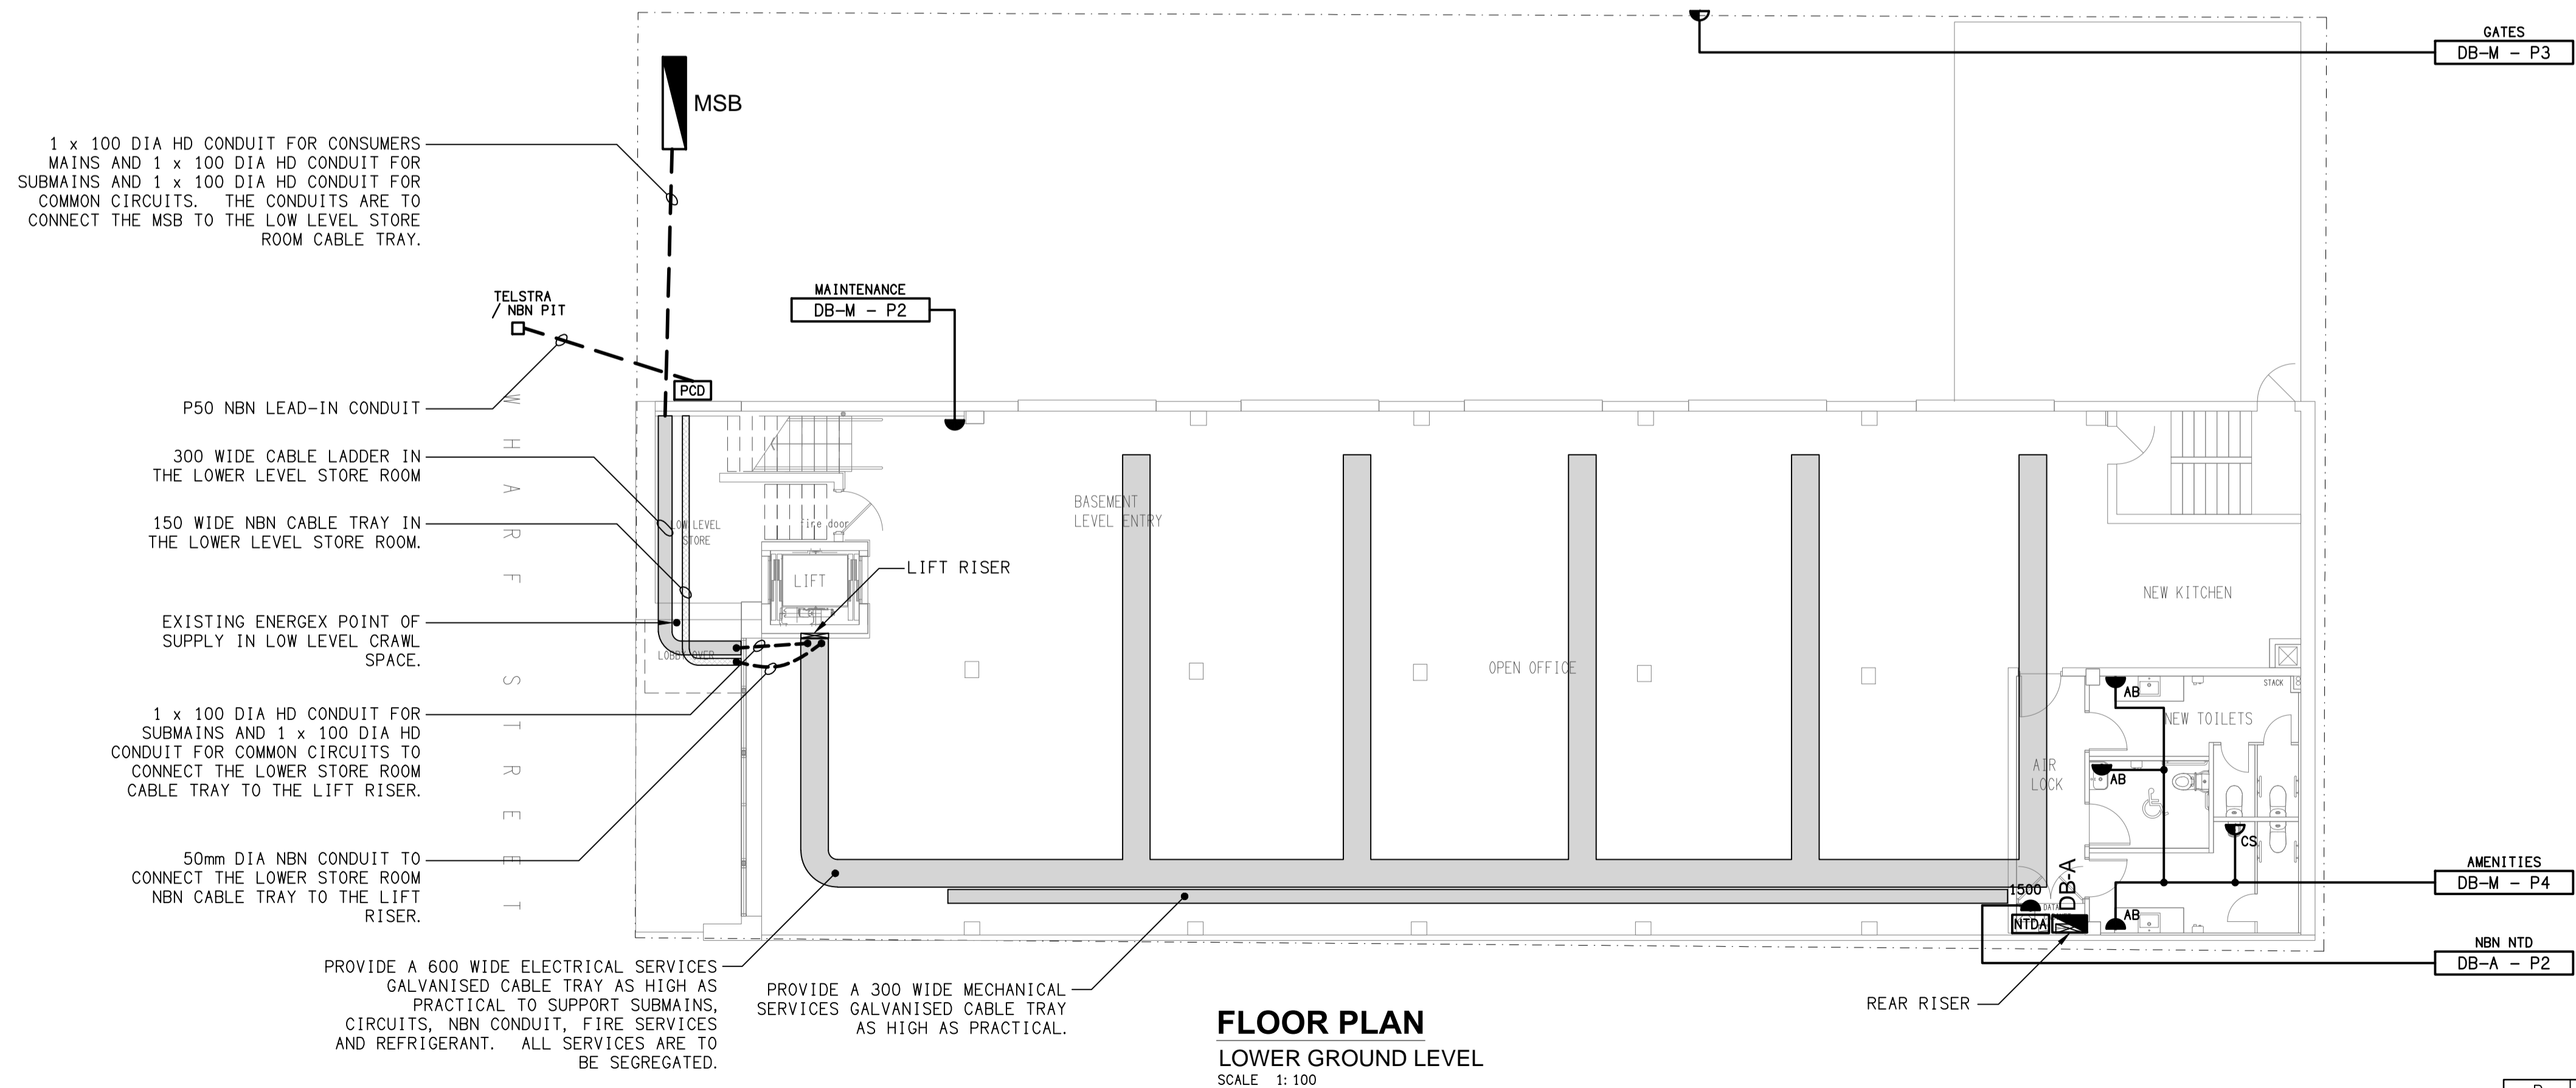 GATES
DB-M - P3
MSB
1 x 100 DIA HD CONDUIT FOR CONSUMERS
MAINS AND 1 x 100 DIA HD CONDUIT FOR
SUBMAINS AND 1 x 100 DIA HD CONDUIT FOR
COMMON CIRCUITS. THE CONDUITS ARE TO
CONNECT THE MSB TO THE LOW LEVEL STORE
ROOM CABLE TRAY.
TELSTRA
/ NBN PIT
MAINTENANCE
DB-M - P2
PCD
P50 NBN LEAD-IN CONDUIT
WHARF STREET
300 WIDE CABLE LADDER IN
THE LOWER LEVEL STORE ROOM
150 WIDE NBN CABLE TRAY IN
THE LOWER LEVEL STORE ROOM.
LOW LEVEL
STORE
fire door
BASEMENT
LEVEL ENTRY
LIFT
LIFT RISER
NEW KITCHEN
EXISTING ENERGEX POINT OF
SUPPLY IN LOW LEVEL CRAWL
SPACE.
LOBBY OVER
OPEN OFFICE
STACK
AB
NEW TOILETS
1 x 100 DIA HD CONDUIT FOR
SUBMAINS AND 1 x 100 DIA HD
CONDUIT FOR COMMON CIRCUITS TO
CONNECT THE LOWER STORE ROOM
CABLE TRAY TO THE LIFT RISER.
AIR
LOCK
AB
CS
50mm DIA NBN CONDUIT TO
CONNECT THE LOWER STORE ROOM
NBN CABLE TRAY TO THE LIFT
RISER.
AMENITIES
DB-M - P4
1500
DB-A
DATA
NTDA
AB
NBN NTD
DB-A - P2
PROVIDE A 600 WIDE ELECTRICAL SERVICES
GALVANISED CABLE TRAY AS HIGH AS
PRACTICAL TO SUPPORT SUBMAINS,
CIRCUITS, NBN CONDUIT, FIRE SERVICES
AND REFRIGERANT. ALL SERVICES ARE TO
BE SEGREGATED.
PROVIDE A 300 WIDE MECHANICAL
SERVICES GALVANISED CABLE TRAY
AS HIGH AS PRACTICAL.
REAR RISER
FLOOR PLAN
LOWER GROUND LEVEL
SCALE 1:100